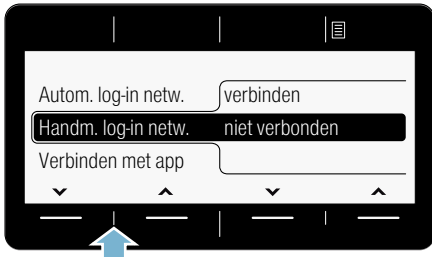 Autom. log-in netw. verbinden
Handm. log-in netw. niet verbonden
Verbinden met app